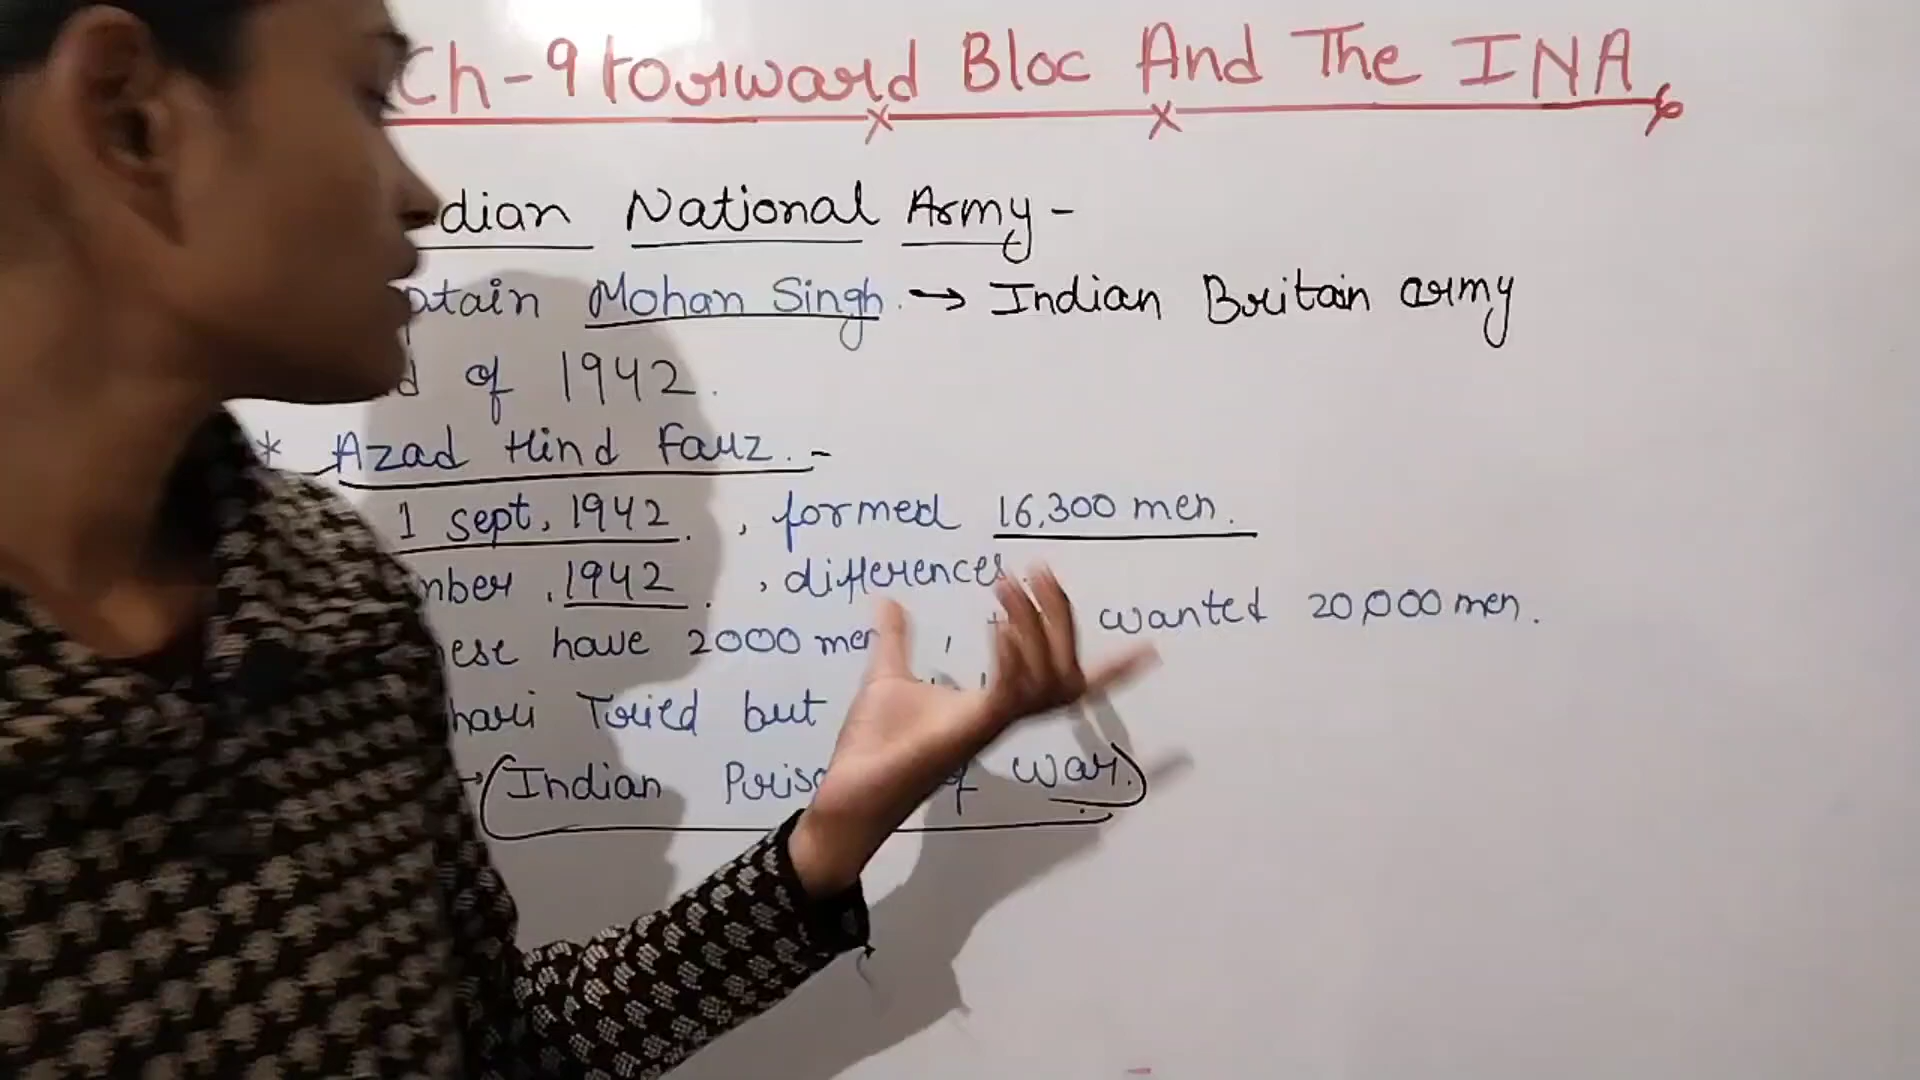 Ch-9 Forward Bloc And The INA
dian National Army-
ptain Mohan Singh. → Indian Britain army
d of 1942.
* Azad Hind Fauz.-
1 sept, 1942. , formed 16,300 men.
mber, 1942. , differences.
ese have 2000 men, wanted 20,000 men.
hari Tried but
→ Indian of war.